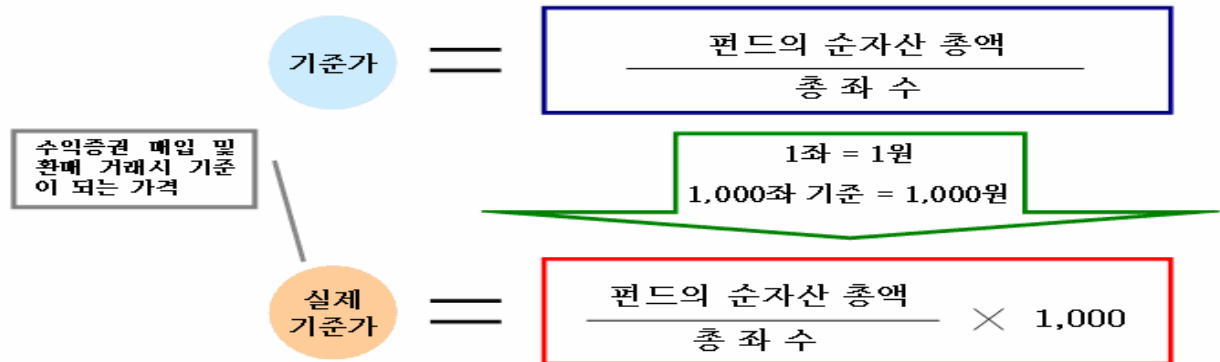 기준가
펀드의 순자산 총액
총 좌 수
수익증권 매입 및
환매 거래시 기준
이 되는 가격
1좌 = 1원
1,000좌 기준 = 1,000원
실제
기준가
펀드의 순자산 총액
총 좌 수
× 1,000